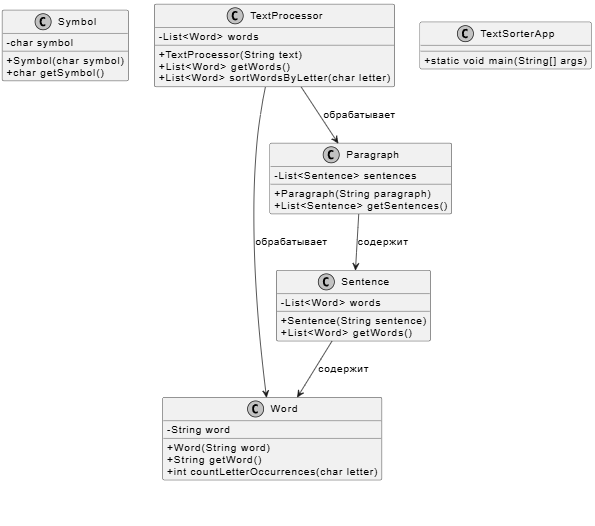 C Symbol
-char symbol
+Symbol(char symbol)
+char getSymbol()
C TextProcessor
-List<Word> words
+TextProcessor(String text)
+List<Word> getWords()
+List<Word> sortWordsByLetter(char letter)
C TextSorterApp
+static void main(String[] args)
обрабатывает
C Paragraph
-List<Sentence> sentences
+Paragraph(String paragraph)
+List<Sentence> getSentences()
обрабатывает
содержит
C Sentence
-List<Word> words
+Sentence(String sentence)
+List<Word> getWords()
содержит
C Word
-String word
+Word(String word)
+String getWord()
+int countLetterOccurrences(char letter)